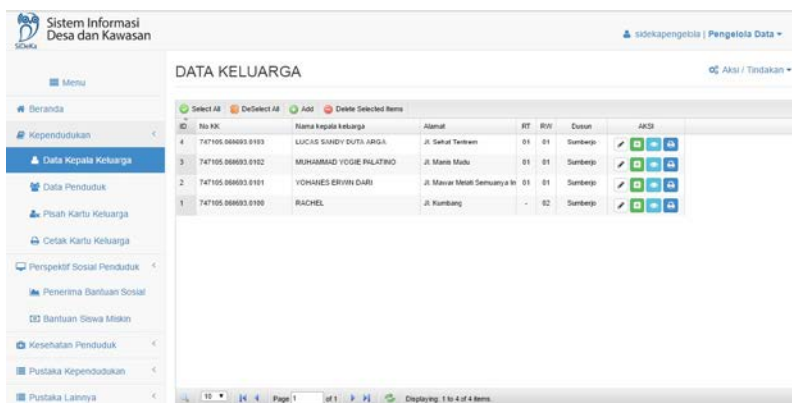 Sistem Informasi
Desa dan Kawasan
SiDeKa
sidekapengelola | Pengelola Data
Menu
DATA KELUARGA
Aksi / Tindakan
Beranda
Kependudukan
Data Kepala Keluarga
Data Penduduk
Pisah Kartu Keluarga
Cetak Kartu Keluarga
Perspektif Sosial Penduduk
Penerima Bantuan Sosial
Bantuan Siswa Miskin
Kesehatan Penduduk
Pustaka Kependudukan
Pustaka Lainnya
Select All DeSelect All Add Delete Selected Items
ID No KK Nama kepala keluarga Alamat RT RW Dusun AKSI
4 747105.068693.0103 LUCAS SANDY DUTA ARGA Jl. Sehat Tentrem 01 01 Sumberjo
3 747105.068693.0102 MUHAMMAD YOGIE PALATINO Jl. Manis Madu 01 01 Sumberjo
2 747105.068693.0101 YOHANES ERWIN DARI Jl. Mawar Melati Semuanya In 01 01 Sumberjo
1 747105.068693.0100 RACHEL Jl. Kumbang - 02 Sumberjo
10 Page 1 of 1 Displaying: 1 to 4 of 4 items.